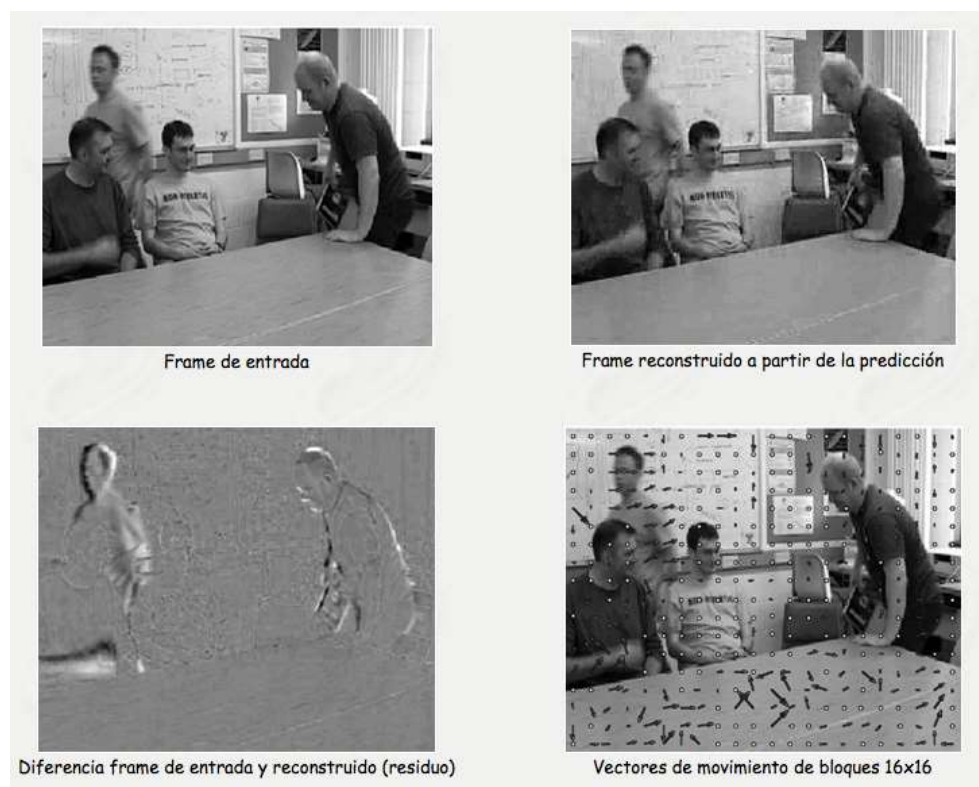 Frame de entrada
Frame reconstruido a partir de la predicción
Diferencia frame de entrada y reconstruido (residuo)
Vectores de movimiento de bloques 16x16